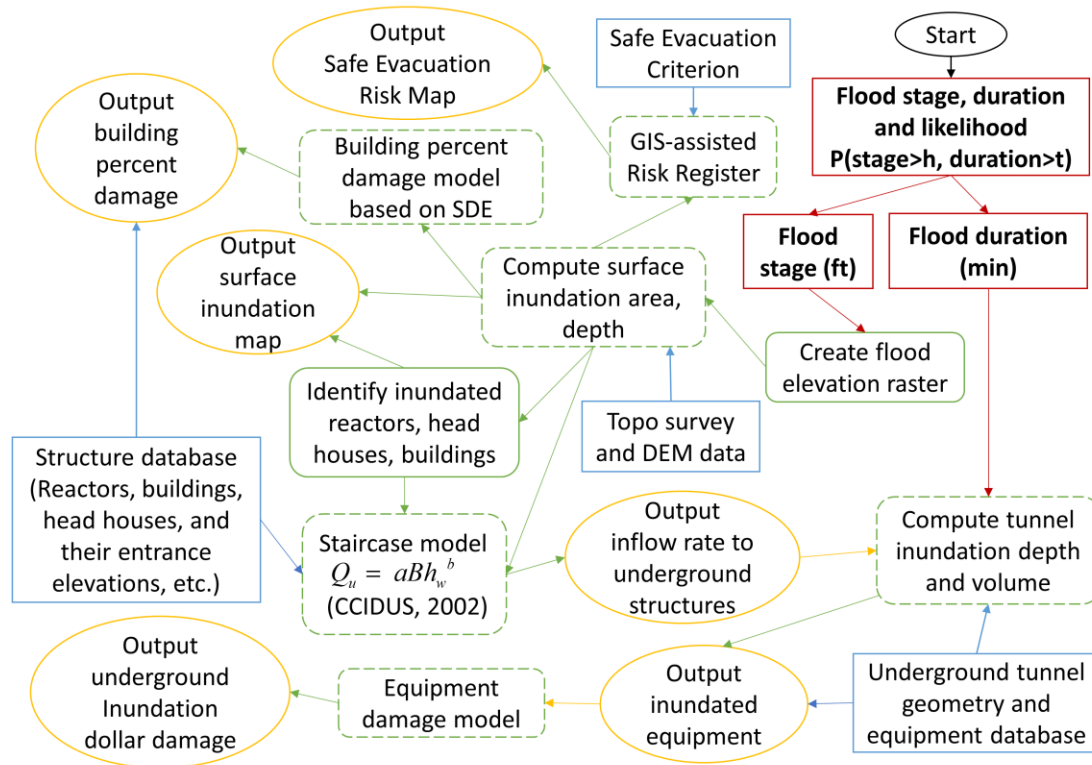 Output
Safe Evacuation
Risk Map
Safe Evacuation
Criterion
Start
Output
building
percent
damage
Building percent
damage model
based on SDE
GIS-assisted
Risk Register
Flood stage, duration
and likelihood
P(stage>h, duration>t)
Flood
stage (ft)
Flood duration
(min)
Output
surface
inundation
map
Compute surface
inundation area,
depth
Create flood
elevation raster
Identify inundated
reactors, head
houses, buildings
Topo survey
and DEM data
Structure database
(Reactors, buildings,
head houses, and
their entrance
elevations, etc.)
Staircase model
Q_u = aBh_w^b
(CCIDUS, 2002)
Output
inflow rate to
underground
structures
Compute tunnel
inundation depth
and volume
Output
underground
Inundation
dollar damage
Equipment
damage model
Output
inundated
equipment
Underground tunnel
geometry and
equipment database